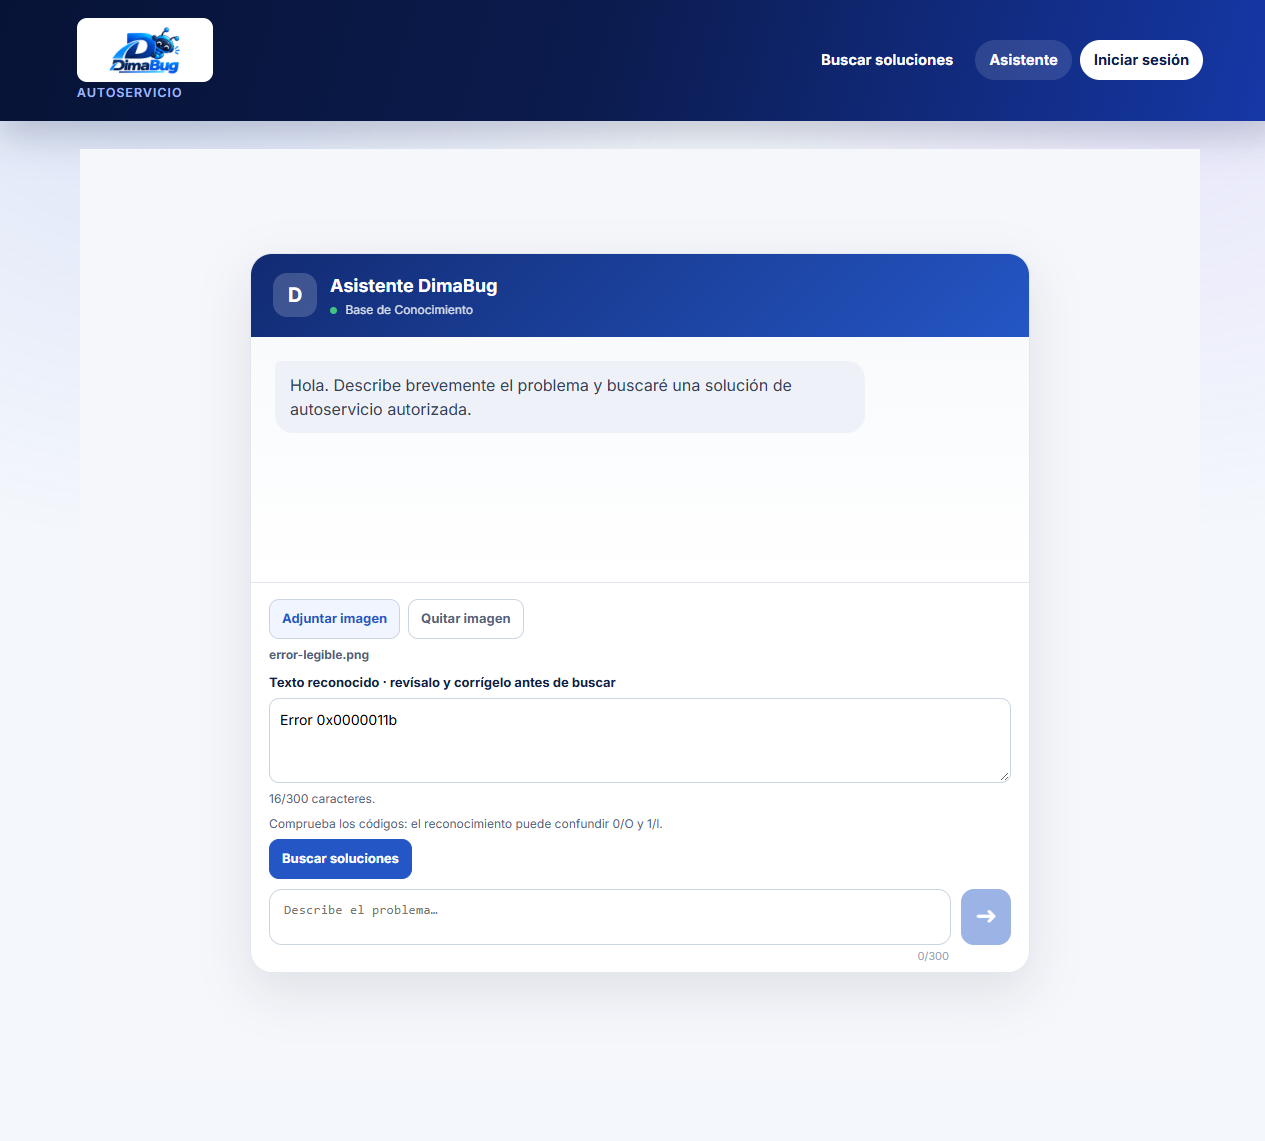 DimaBug
AUTOSERVICIO
Buscar soluciones
Asistente
Iniciar sesión
D
Asistente DimaBug
Base de Conocimiento
Hola. Describe brevemente el problema y buscaré una solución de
autoservicio autorizada.
Adjuntar imagen
Quitar imagen
error-legible.png
Texto reconocido · revísalo y corrígelo antes de buscar
Error 0x0000011b
16/300 caracteres.
Comprueba los códigos: el reconocimiento puede confundir 0/O y 1/I.
Buscar soluciones
Describe el problema…
0/300